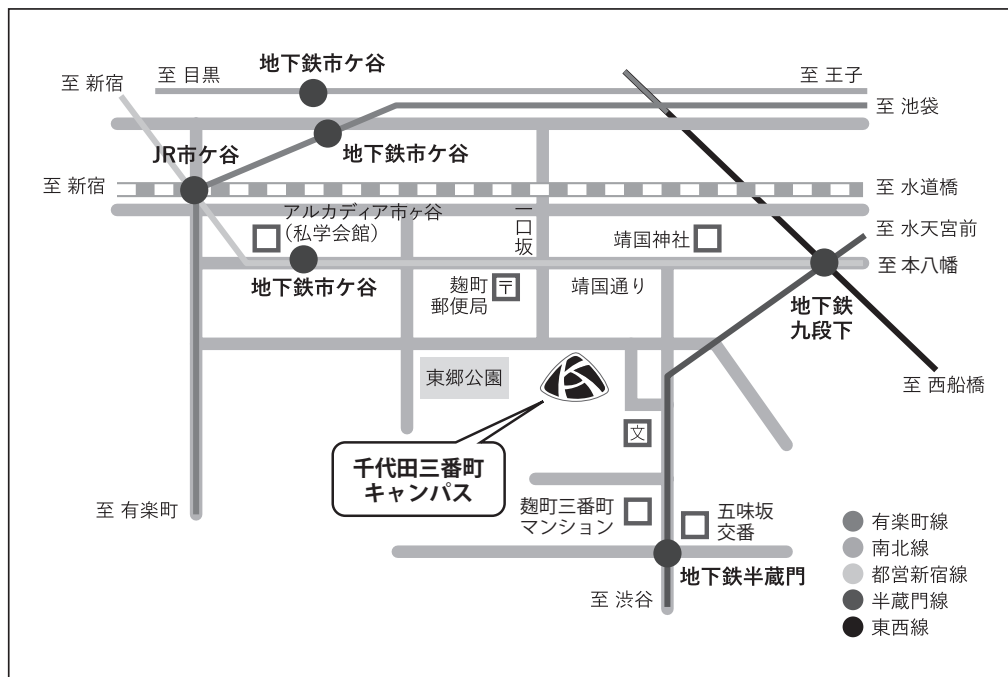 地下鉄市ケ谷
至 新宿
至 目黒
至 王子
至 池袋
JR市ケ谷
地下鉄市ケ谷
至 新宿
至 水道橋
アルカディア市ヶ谷
(私学会館)
一口坂
靖国神社
至 水天宮前
至 本八幡
地下鉄市ケ谷
麹町
郵便局
〒
靖国通り
地下鉄
九段下
東郷公園
至 西船橋
文
千代田三番町
キャンパス
至 有楽町
麹町三番町
マンション
五味坂
交番
地下鉄半蔵門
至 渋谷
有楽町線
南北線
都営新宿線
半蔵門線
東西線